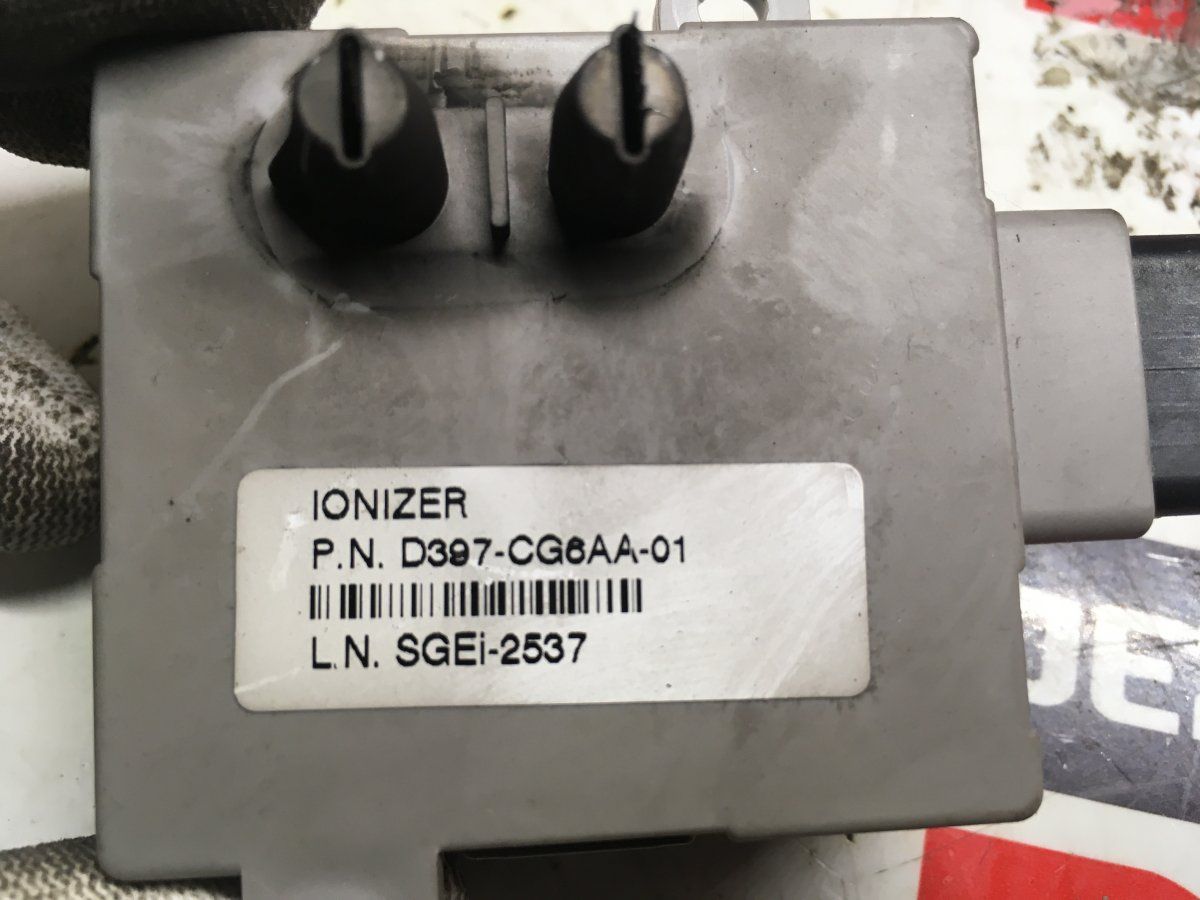 IONIZER
P.N. D397-CG6AA-01
L.N. SGEi-2537